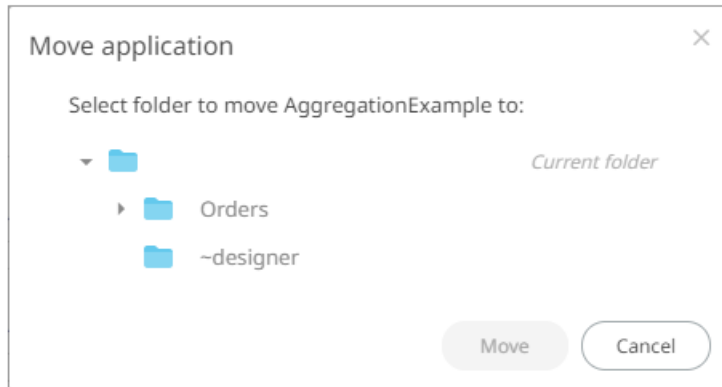 Move application
Select folder to move AggregationExample to:
Current folder
Orders
~designer
Move Cancel